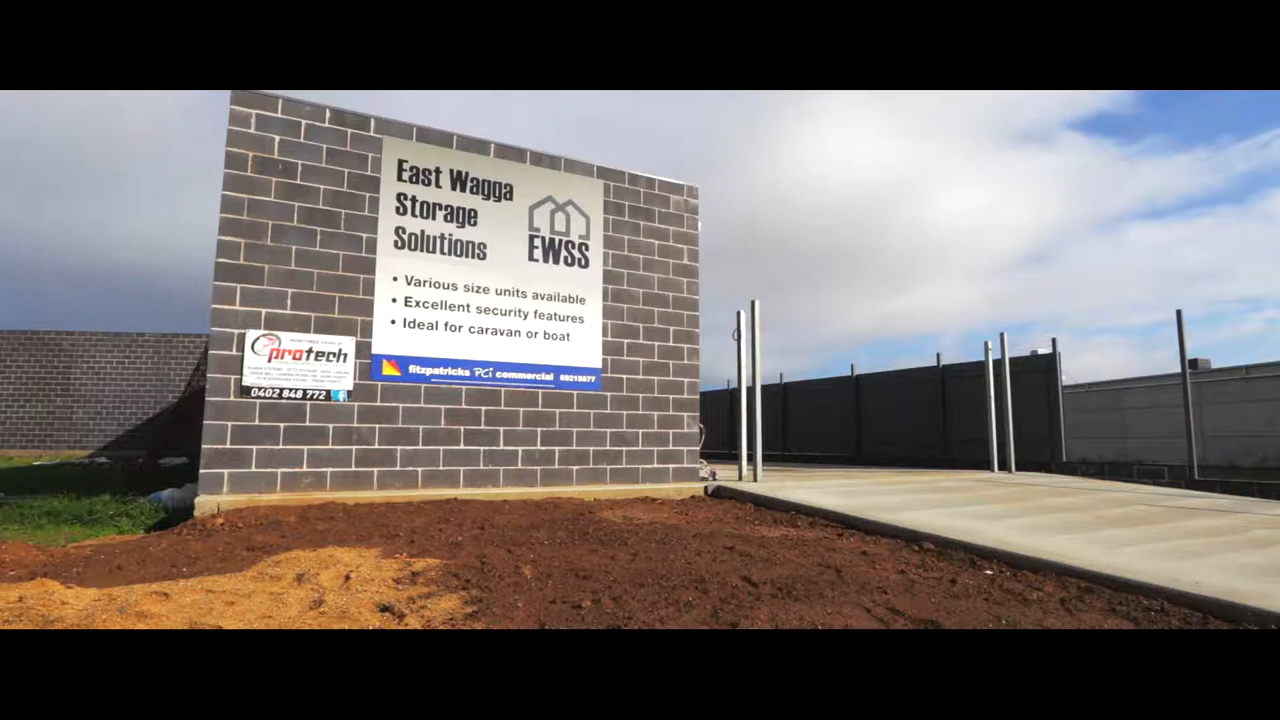 East Wagga
Storage
Solutions
EWSS
• Various size units available
• Excellent security features
• Ideal for caravan or boat
fitzpatricks PCi commercial 69215677
protech
0402 848 772